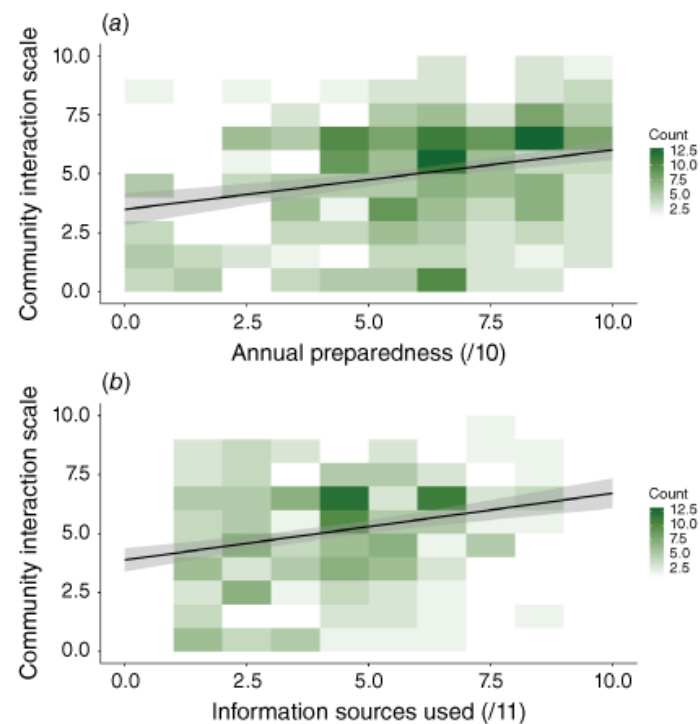 (a)
Community interaction scale
10.0
7.5
5.0
2.5
0.0
0.0 2.5 5.0 7.5 10.0
Annual preparedness (/10)
Count
12.5
10.0
7.5
5.0
2.5
(b)
Community interaction scale
10.0
7.5
5.0
2.5
0.0
0.0 2.5 5.0 7.5 10.0
Information sources used (/11)
Count
12.5
10.0
7.5
5.0
2.5